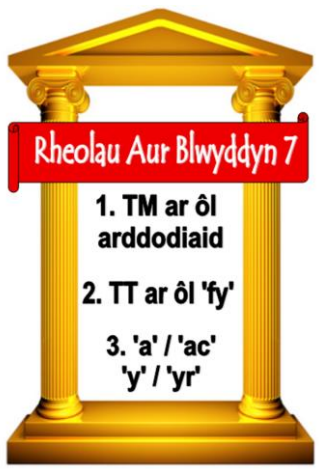 Rheolau Aur Blwyddyn 7
1. TM ar ôl
arddodiaid
2. TT ar ôl 'fy'
3. 'a' / 'ac'
'y' / 'yr'